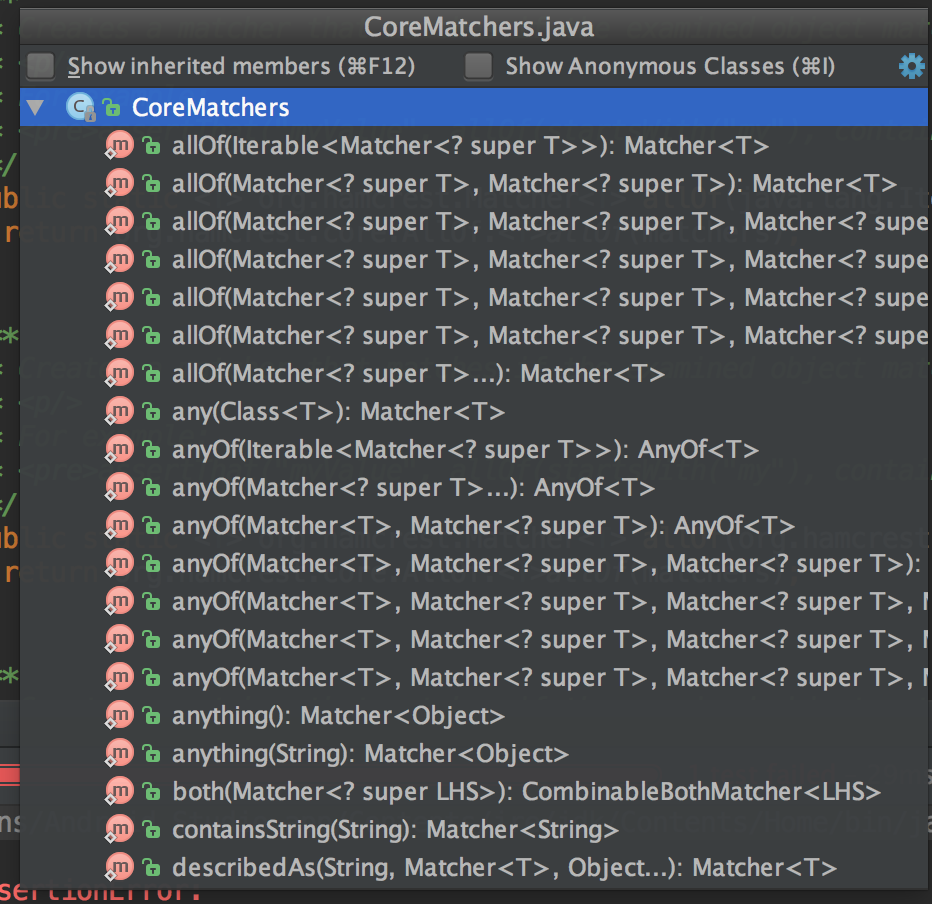 CoreMatchers.java
Show inherited members (⌘F12) Show Anonymous Classes (⌘I)
CoreMatchers
allOf(Iterable<Matcher<? super T>>): Matcher<T>
allOf(Matcher<? super T>, Matcher<? super T>): Matcher<T>
allOf(Matcher<? super T>, Matcher<? super T>, Matcher<? supe
allOf(Matcher<? super T>, Matcher<? super T>, Matcher<? supe
allOf(Matcher<? super T>, Matcher<? super T>, Matcher<? supe
allOf(Matcher<? super T>, Matcher<? super T>, Matcher<? supe
allOf(Matcher<? super T>...): Matcher<T>
any(Class<T>): Matcher<T>
anyOf(Iterable<Matcher<? super T>>): AnyOf<T>
anyOf(Matcher<? super T>...): AnyOf<T>
anyOf(Matcher<T>, Matcher<? super T>): AnyOf<T>
anyOf(Matcher<T>, Matcher<? super T>, Matcher<? super T>):
anyOf(Matcher<T>, Matcher<? super T>, Matcher<? super T>, M
anyOf(Matcher<T>, Matcher<? super T>, Matcher<? super T>, M
anyOf(Matcher<T>, Matcher<? super T>, Matcher<? super T>, M
anything(): Matcher<Object>
anything(String): Matcher<Object>
both(Matcher<? super LHS>): CombinableBothMatcher<LHS>
containsString(String): Matcher<String>
describedAs(String, Matcher<T>, Object...): Matcher<T>
sertionError: